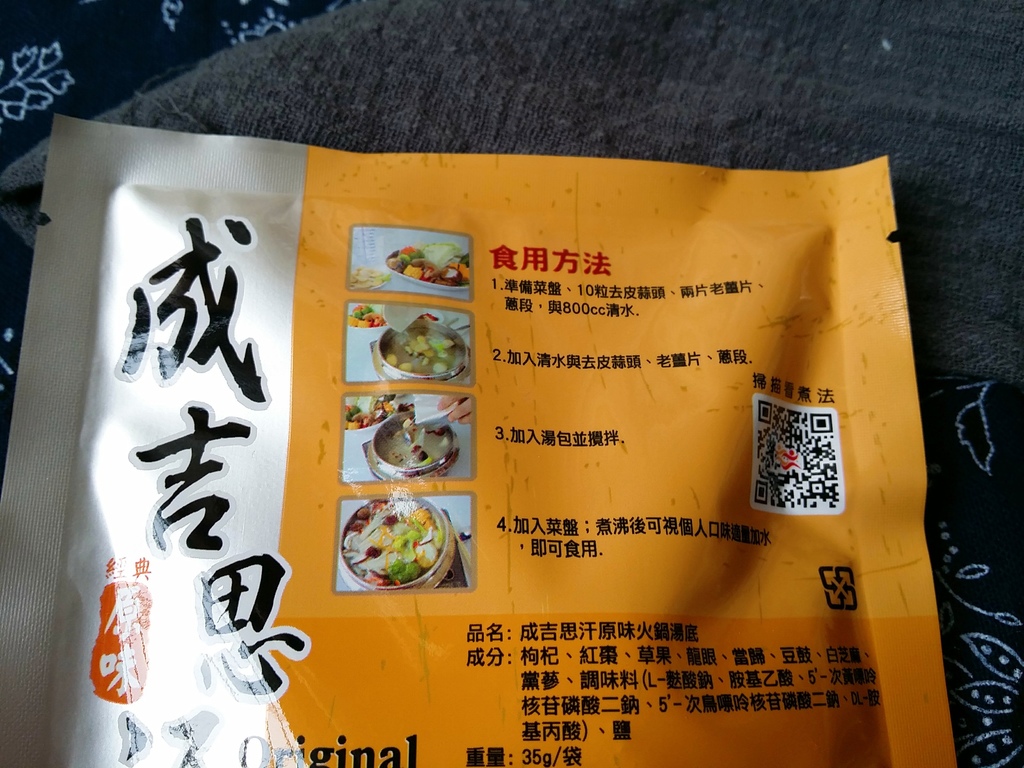 成吉思汗
經典
原味
Original
食用方法
1.準備菜盤、10粒去皮蒜頭、兩片老薑片、
蔥段，與800cc清水.
2.加入清水與去皮蒜頭、老薑片、蔥段.
3.加入湯包並攪拌.
4.加入菜盤；煮沸後可視個人口味適量加水
，即可食用.
掃描看煮法
品名: 成吉思汗原味火鍋湯底
成分: 枸杞、紅棗、草果、龍眼、當歸、豆鼓、白芝麻、
黨蔘、調味料(L-麩酸鈉、胺基乙酸、5'-次黃嘌呤
核苷磷酸二鈉、5'-次鳥嘌呤核苷磷酸二鈉、DL-胺
基丙酸)、鹽
重量: 35g/袋